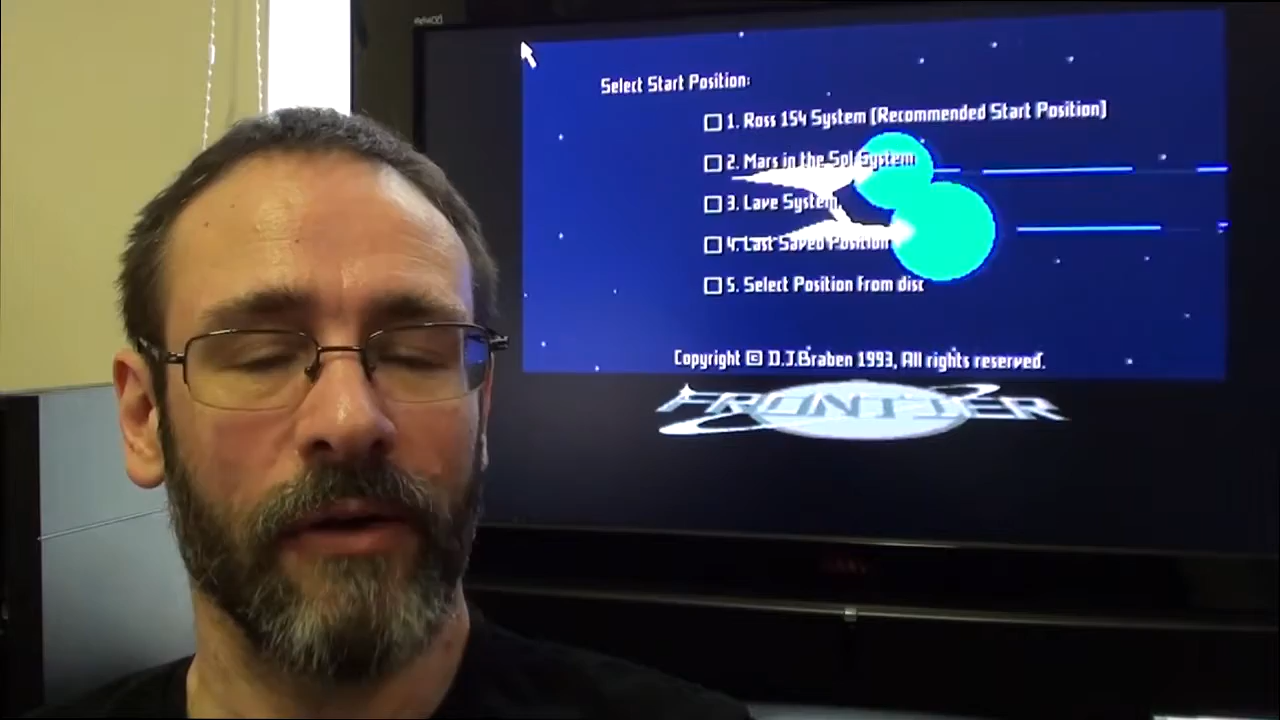 Select Start Position:
1. Ross 154 System (Recommended Start Position)
2. Mars in the Sol System
3. Lave System
4. Last Saved Position
5. Select Position from disc
Copyright © D.J.Braben 1993, All rights reserved.
FRONTIER